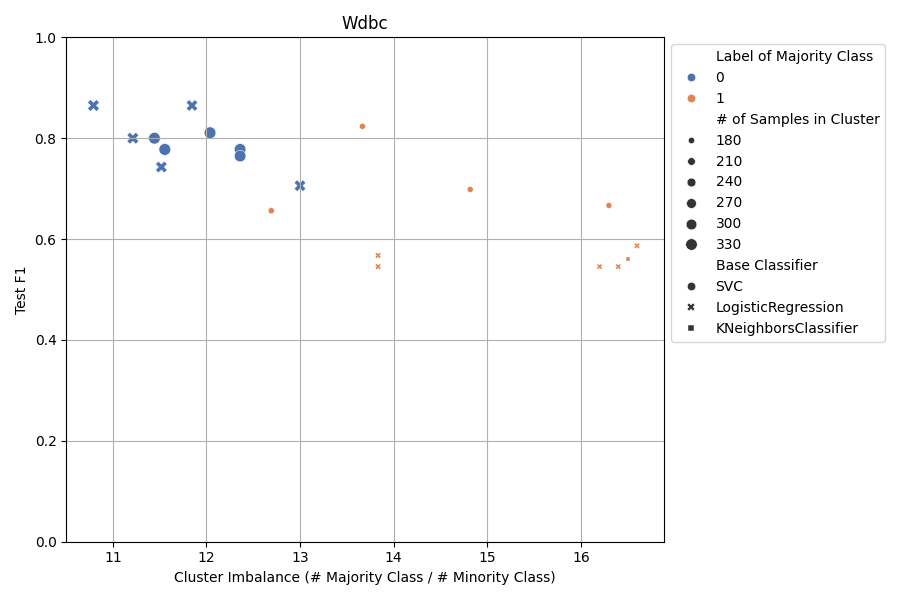 Wdbc
Test F1
1.0
0.8
0.6
0.4
0.2
0.0
11
12
13
14
15
16
Cluster Imbalance (# Majority Class / # Minority Class)
Label of Majority Class
0
1
# of Samples in Cluster
180
210
240
270
300
330
Base Classifier
SVC
LogisticRegression
KNeighborsClassifier